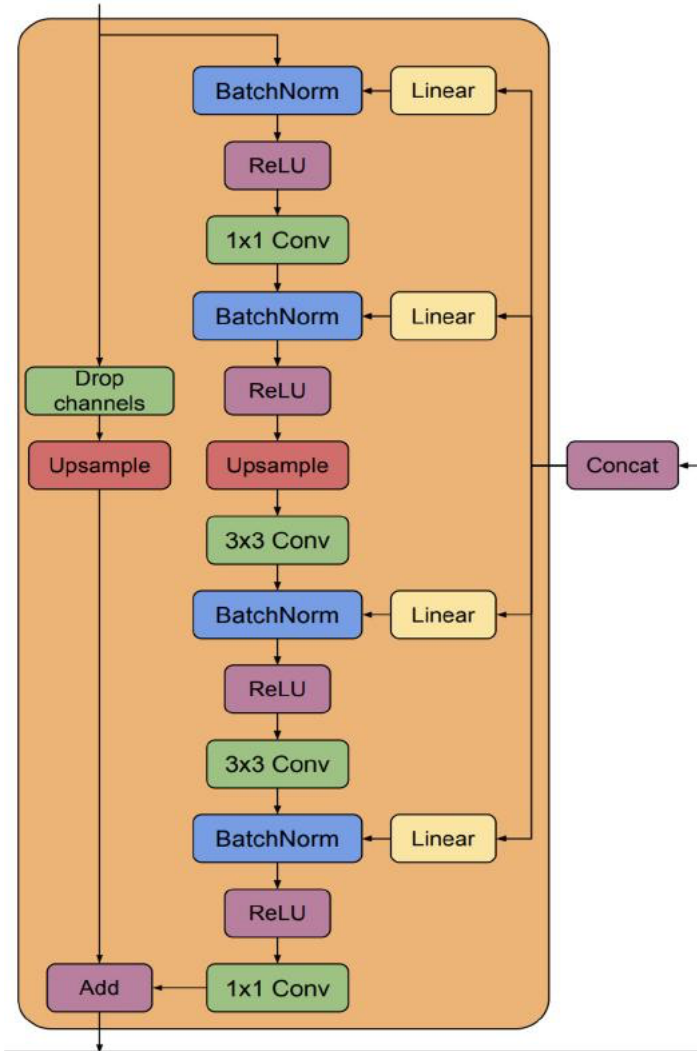 BatchNorm
Linear
ReLU
1x1 Conv
BatchNorm
Linear
Drop
channels
ReLU
Upsample
Upsample
Concat
3x3 Conv
BatchNorm
Linear
ReLU
3x3 Conv
BatchNorm
Linear
ReLU
Add
1x1 Conv